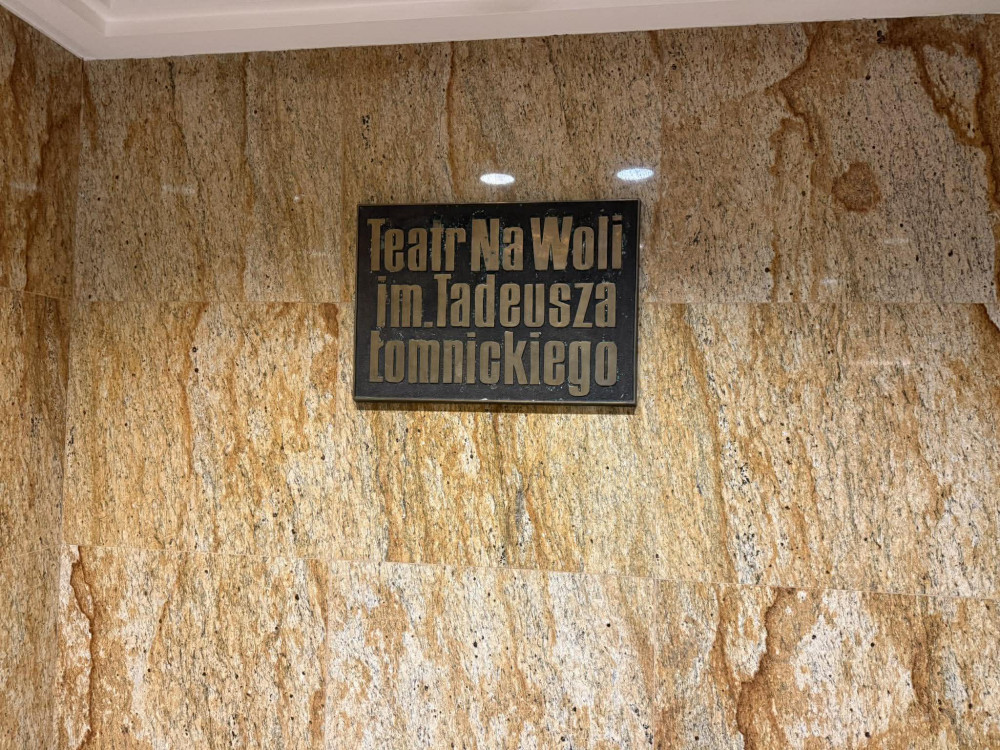 Teatr Na Woli
im. Tadeusza
Łomnickiego